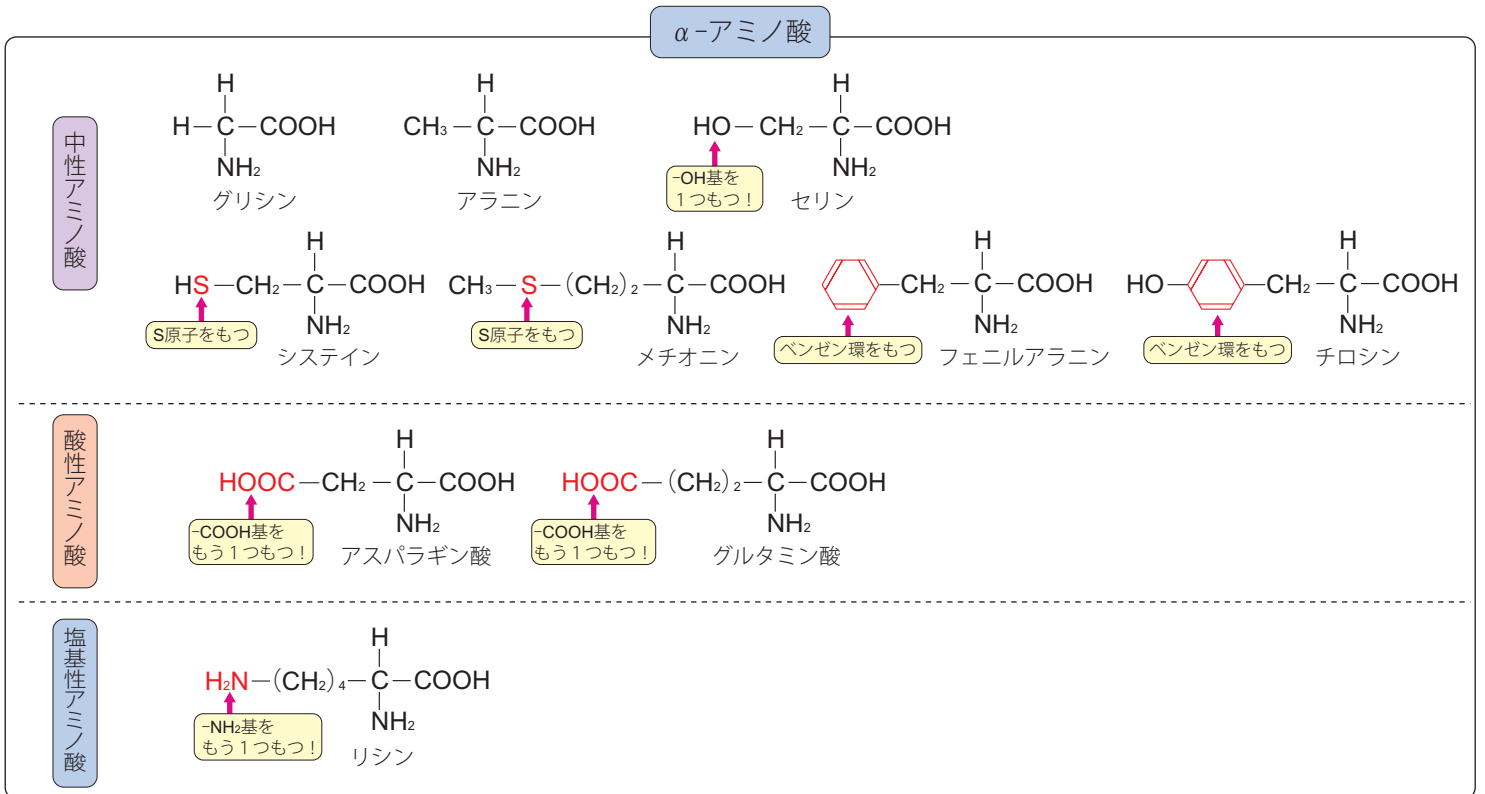 α-アミノ酸
中性アミノ酸
H
H−C−COOH
NH₂
グリシン
H
CH₃−C−COOH
NH₂
アラニン
H
HO−CH₂−C−COOH
NH₂
-OH基を
1つもつ！
セリン
H
HS−CH₂−C−COOH
NH₂
S原子をもつ
システイン
H
CH₃−S−(CH₂)₂−C−COOH
NH₂
S原子をもつ
メチオニン
H
CH₂−C−COOH
NH₂
ベンゼン環をもつ
フェニルアラニン
H
HO− −CH₂−C−COOH
NH₂
ベンゼン環をもつ
チロシン
酸性アミノ酸
H
HOOC−CH₂−C−COOH
NH₂
-COOH基を
もう1つもつ！
アスパラギン酸
H
HOOC−(CH₂)₂−C−COOH
NH₂
-COOH基を
もう1つもつ！
グルタミン酸
塩基性アミノ酸
H
H₂N−(CH₂)₄−C−COOH
NH₂
-NH₂基を
もう1つもつ！
リシン